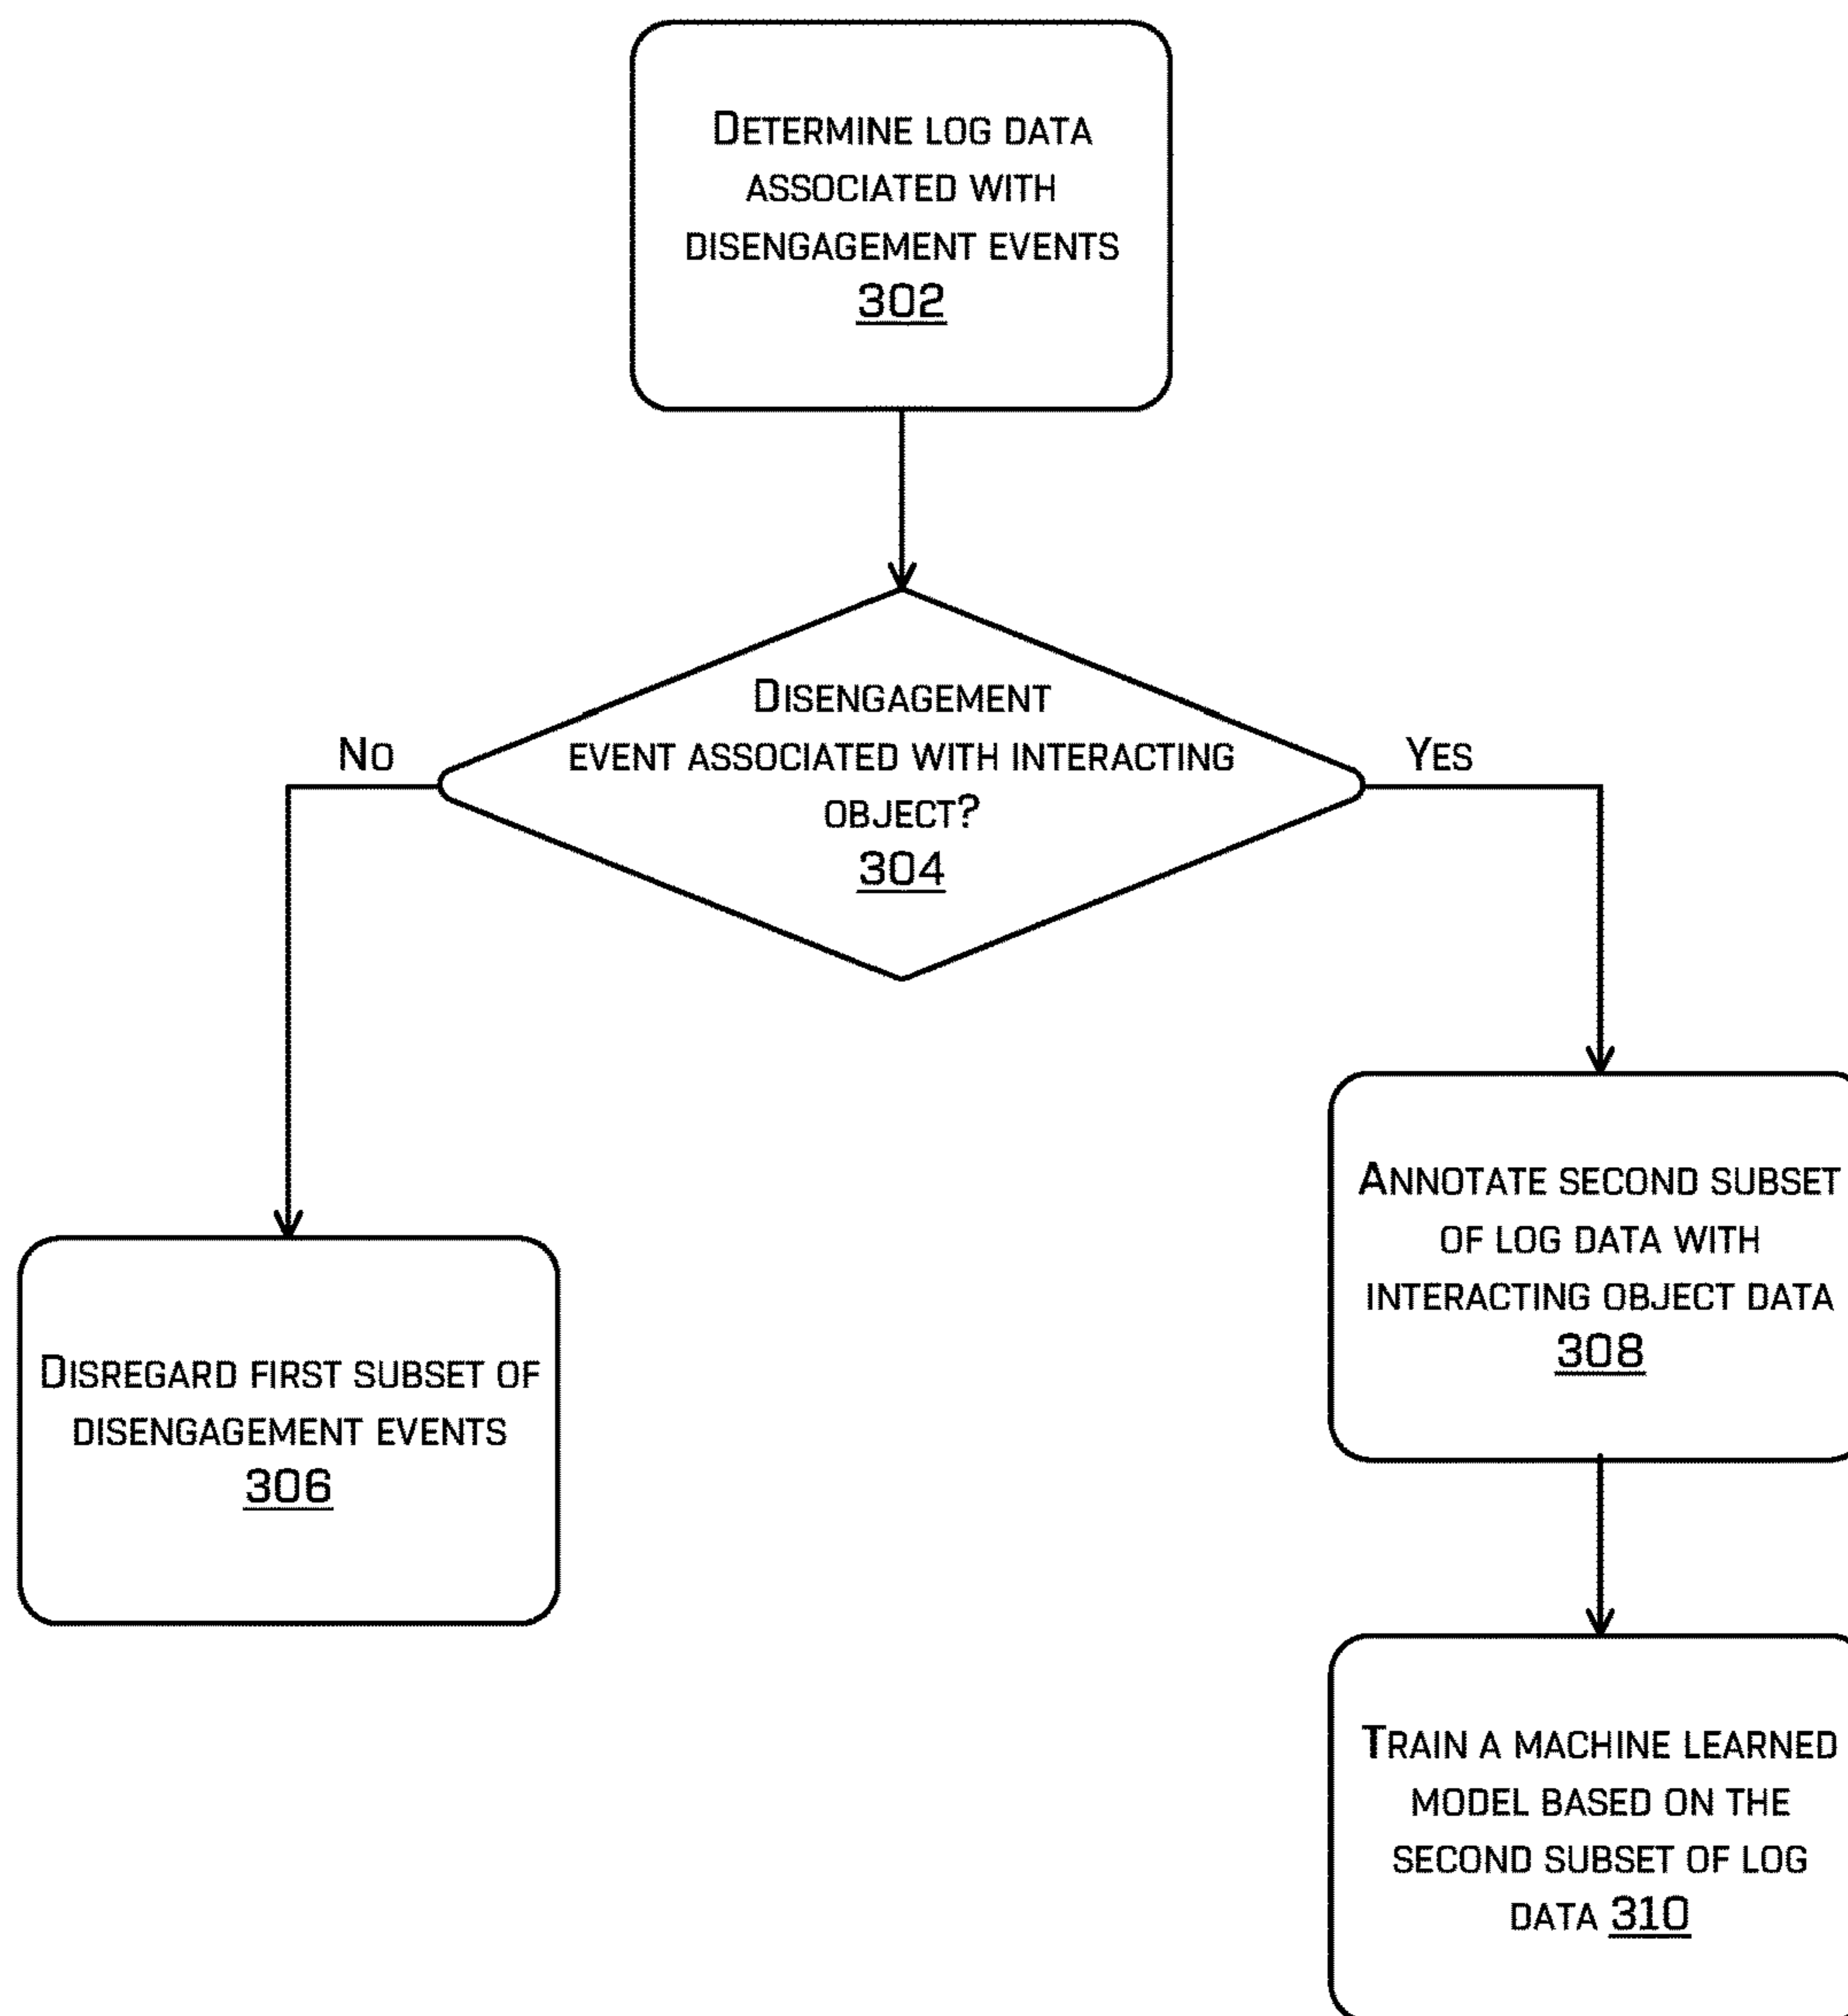 DETERMINE LOG DATA
ASSOCIATED WITH
DISENGAGEMENT EVENTS
302
DISENGAGEMENT
EVENT ASSOCIATED WITH INTERACTING
OBJECT?
304
NO
YES
ANNOTATE SECOND SUBSET
OF LOG DATA WITH
INTERACTING OBJECT DATA
308
DISREGARD FIRST SUBSET OF
DISENGAGEMENT EVENTS
306
TRAIN A MACHINE LEARNED
MODEL BASED ON THE
SECOND SUBSET OF LOG
DATA 310